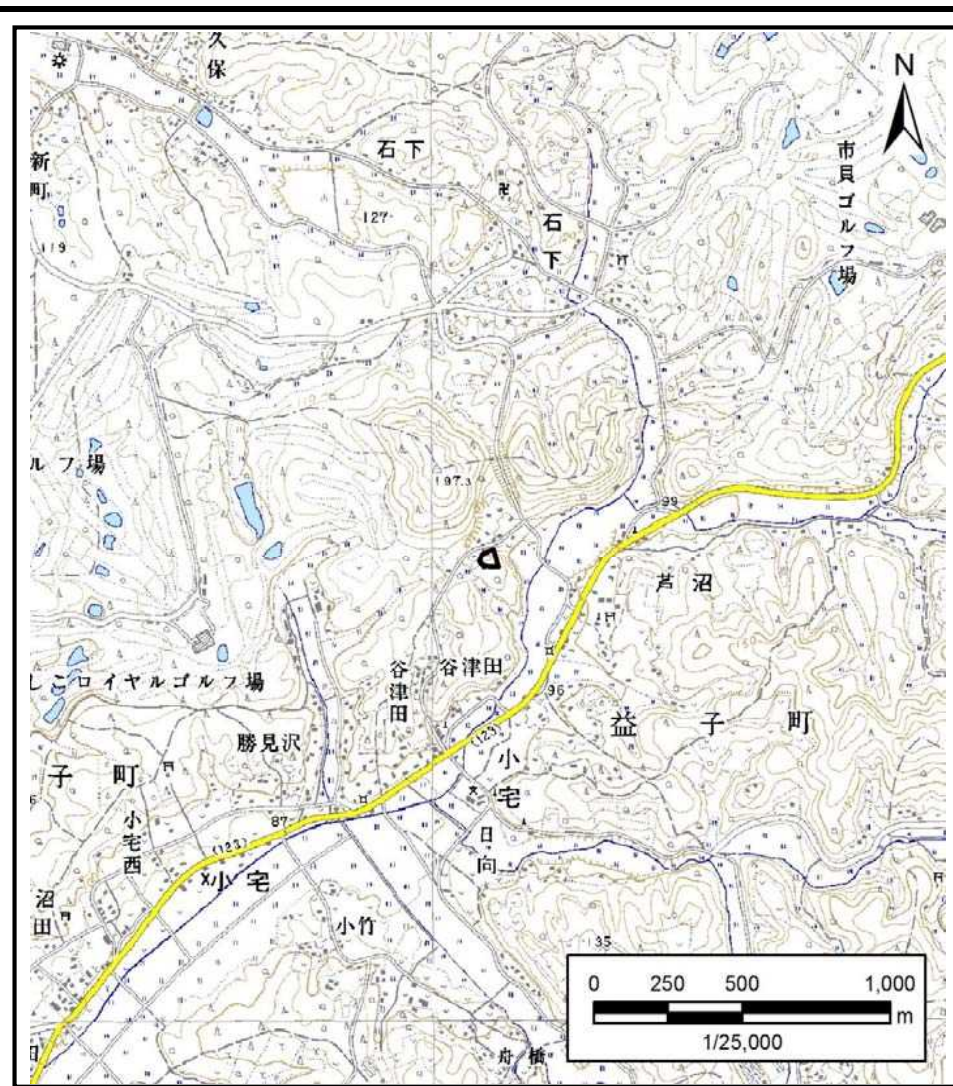 久保
N
新町
石下
市貝ゴルフ場
127
石下
119
ルフ場
197.3
99
芦沼
谷津田
谷津田
しこロイヤルゴルフ場
96
益子町
勝見沢
(123)
小宅
子町
87
日向
小宅西
(123)
小宅
沼田
小竹
135
0 250 500 1,000
m
1/25,000
舟橋